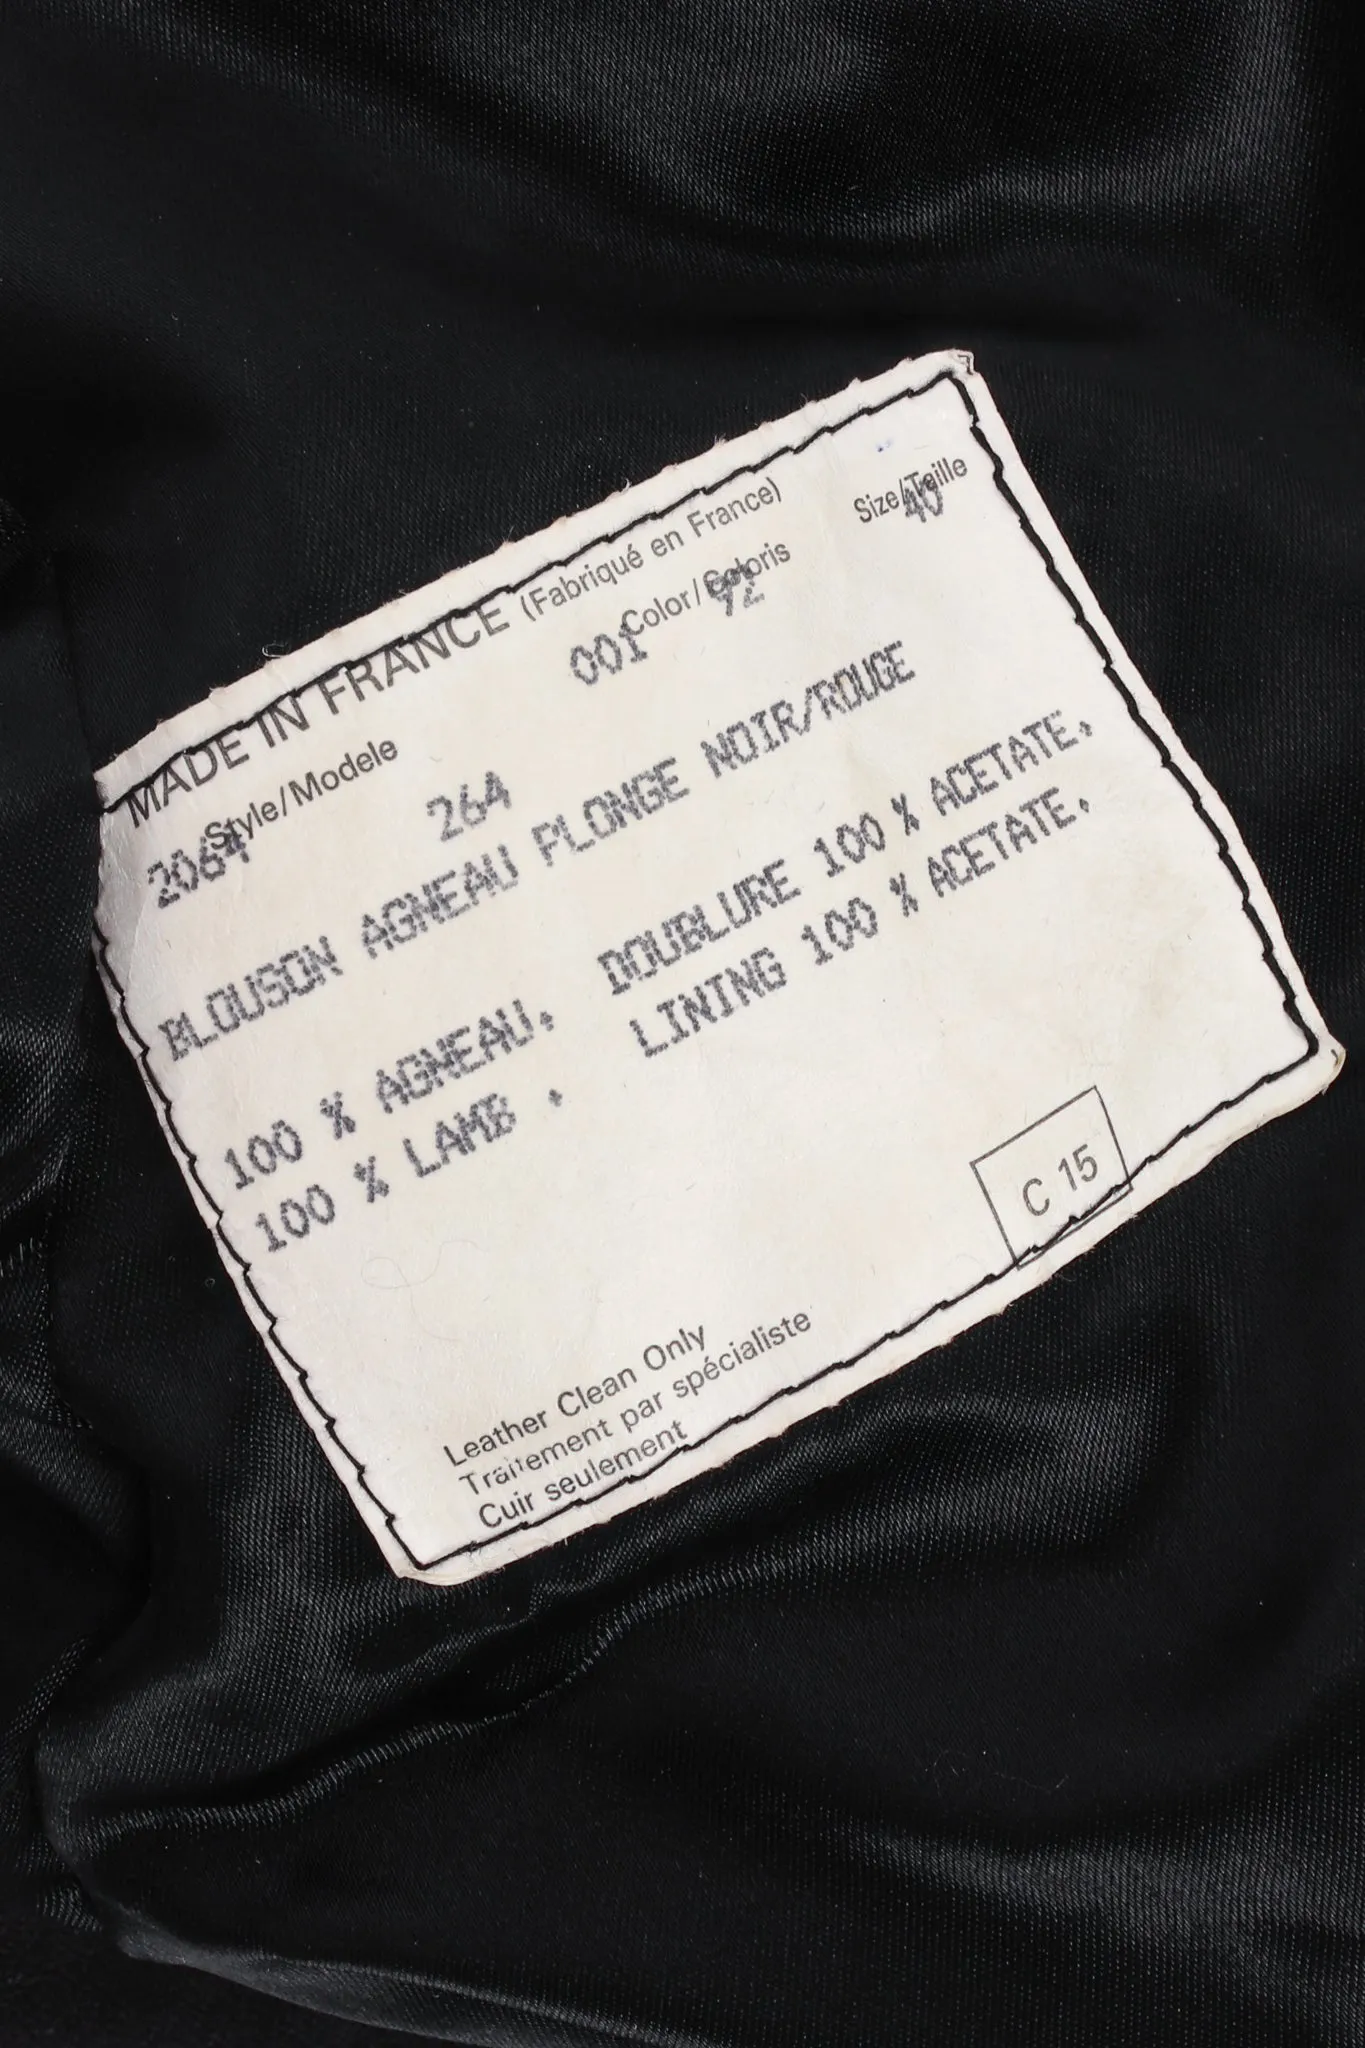 MADE IN FRANCE (Fabriqué en France)
Size/Taille
40
Style/Modele
Color/Coloris
2064 264 001 92
BLOUSON AGNEAU PLONGE NOIR/ROUGE
100 % AGNEAU. DOUBLURE 100 % ACETATE.
100 % LAMB . LINING 100 % ACETATE.
C 15
Leather Clean Only
Traitement par spécialiste
Cuir seulement